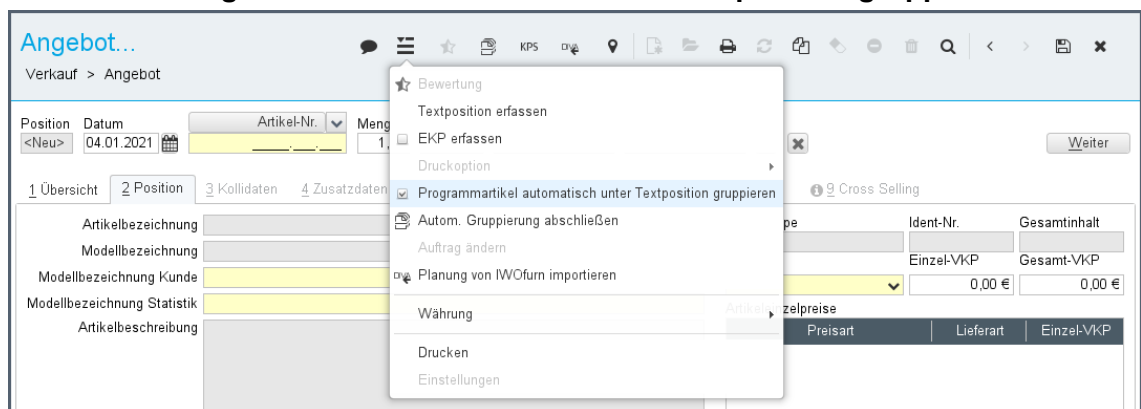 Angebot...
KPS
Verkauf > Angebot
Bewertung
Textposition erfassen
EKP erfassen
Druckoption
Programmartikel automatisch unter Textposition gruppieren
Autom. Gruppierung abschließen
Auftrag ändern
Planung von IWOfurn importieren
Währung
Drucken
Einstellungen
Position Datum Artikel-Nr. Meng
<Neu> 04.01.2021 1, Weiter
1 Übersicht 2 Position 3 Kollidaten 4 Zusatzdaten 9 Cross Selling
Artikelbezeichnung pe Ident-Nr. Gesamtinhalt
Modellbezeichnung Einzel-VKP Gesamt-VKP
Modellbezeichnung Kunde 0,00 € 0,00 €
Modellbezeichnung Statistik
Artikelbeschreibung zelpreise
Preisart Lieferart Einzel-VKP